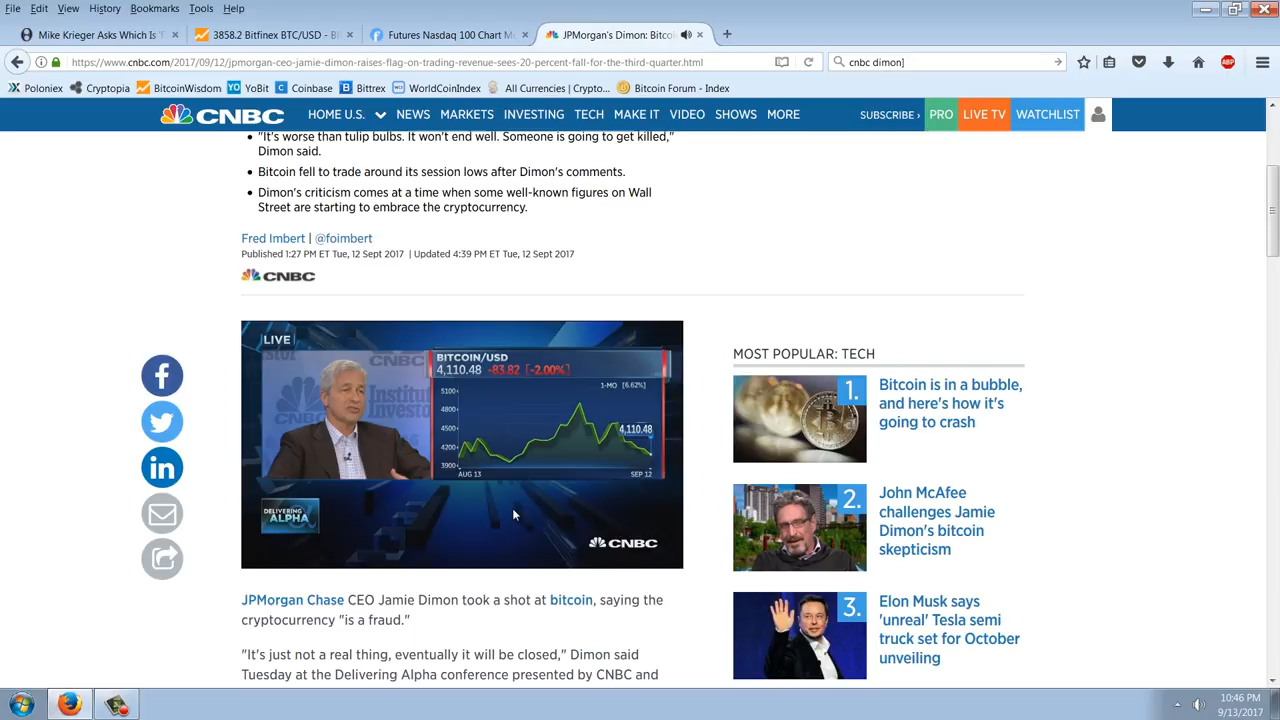 File Edit View History Bookmarks Tools Help
Mike Krieger Asks Which Is
3858.2 Bitfinex BTC/USD - B
Futures Nasdaq 100 Chart
JPMorgan's Dimon: Bitco
https://www.cnbc.com/2017/09/12/jpmorgan-ceo-jamie-dimon-raises-flag-on-trading-revenue-sees-20-percent-fall-for-the-third-quarter.html
cnbc dimon]
ABP
Poloniex Cryptopia BitcoinWisdom YO YoBit C Coinbase Bittrex WorldCoinIndex All Currencies | Crypto... Bitcoin Forum - Index
CNBC HOME U.S. NEWS MARKETS INVESTING TECH MAKE IT VIDEO SHOWS MORE SUBSCRIBE › PRO LIVE TV WATCHLIST
• "It's worse than tulip bulbs. It won't end well. Someone is going to get killed,"
Dimon said.
• Bitcoin fell to trade around its session lows after Dimon's comments.
• Dimon's criticism comes at a time when some well-known figures on Wall
Street are starting to embrace the cryptocurrency.
Fred Imbert | @foimbert
Published 1:27 PM ET Tue, 12 Sept 2017 | Updated 4:39 PM ET Tue, 12 Sept 2017
CNBC
LIVE
CNBC
Institu
Investo
BITCOIN/USD
4,110.48 -83.82 [-2.00%]
1-MO [6.62%]
5100
4800
4500
4200
3900
4,110.48
AUG 13 SEP 12
DELIVERING
ALPHA
CNBC
JPMorgan Chase CEO Jamie Dimon took a shot at bitcoin, saying the
cryptocurrency "is a fraud."
"It's just not a real thing, eventually it will be closed," Dimon said
Tuesday at the Delivering Alpha conference presented by CNBC and
MOST POPULAR: TECH
1.
Bitcoin is in a bubble,
and here's how it's
going to crash
2.
John McAfee
challenges Jamie
Dimon's bitcoin
skepticism
3.
Elon Musk says
'unreal' Tesla semi
truck set for October
unveiling
10:46 PM
9/13/2017